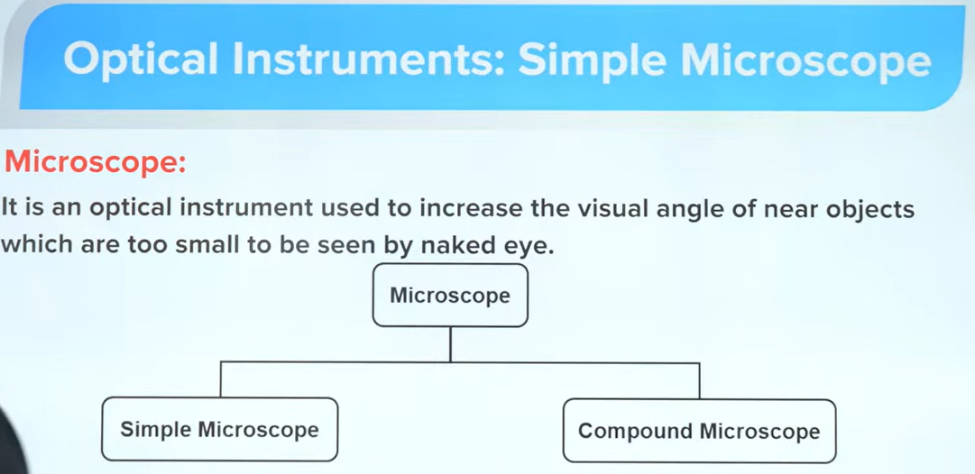 Optical Instruments: Simple Microscope
Microscope:
It is an optical instrument used to increase the visual angle of near objects
which are too small to be seen by naked eye.
Microscope
Simple Microscope
Compound Microscope